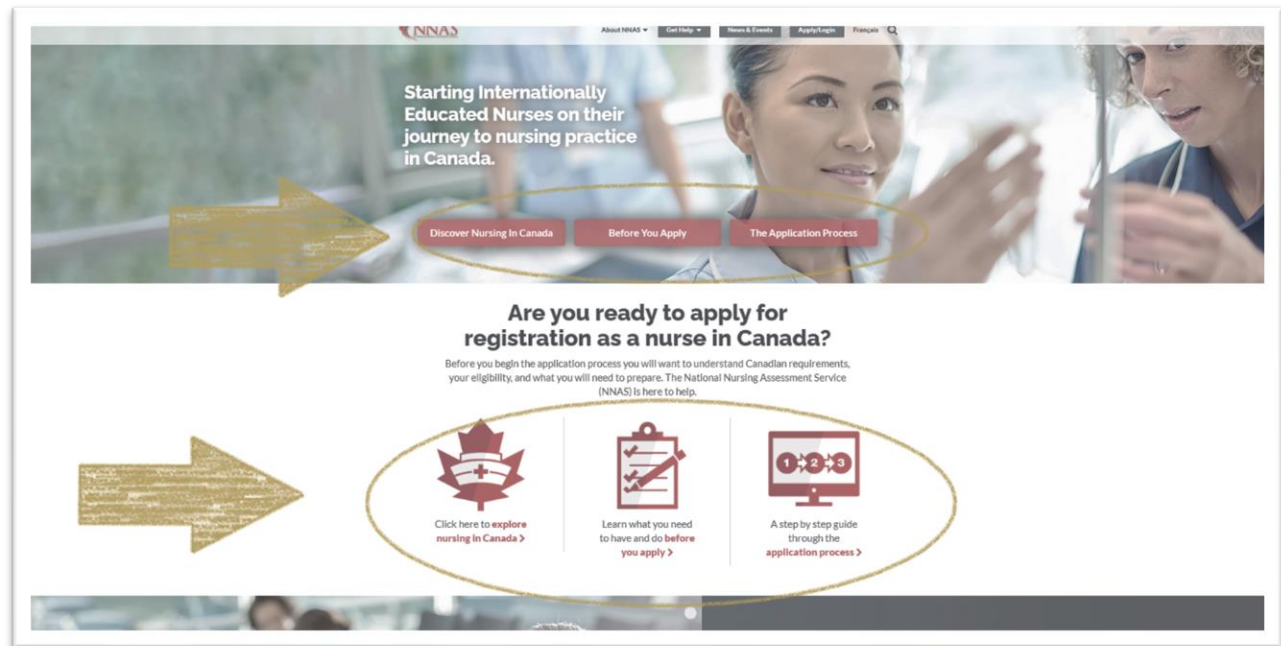 NNAS
About NNAS Get Help News & Events Apply/Login Français
Starting Internationally
Educated Nurses on their
journey to nursing practice
in Canada.
Discover Nursing In Canada Before You Apply The Application Process
Are you ready to apply for
registration as a nurse in Canada?
Before you begin the application process you will want to understand Canadian requirements,
your eligibility, and what you will need to prepare. The National Nursing Assessment Service
(NNAS) is here to help.
1 2 3
Click here to explore
nursing in Canada >
Learn what you need
to have and do before
you apply >
A step by step guide
through the
application process >